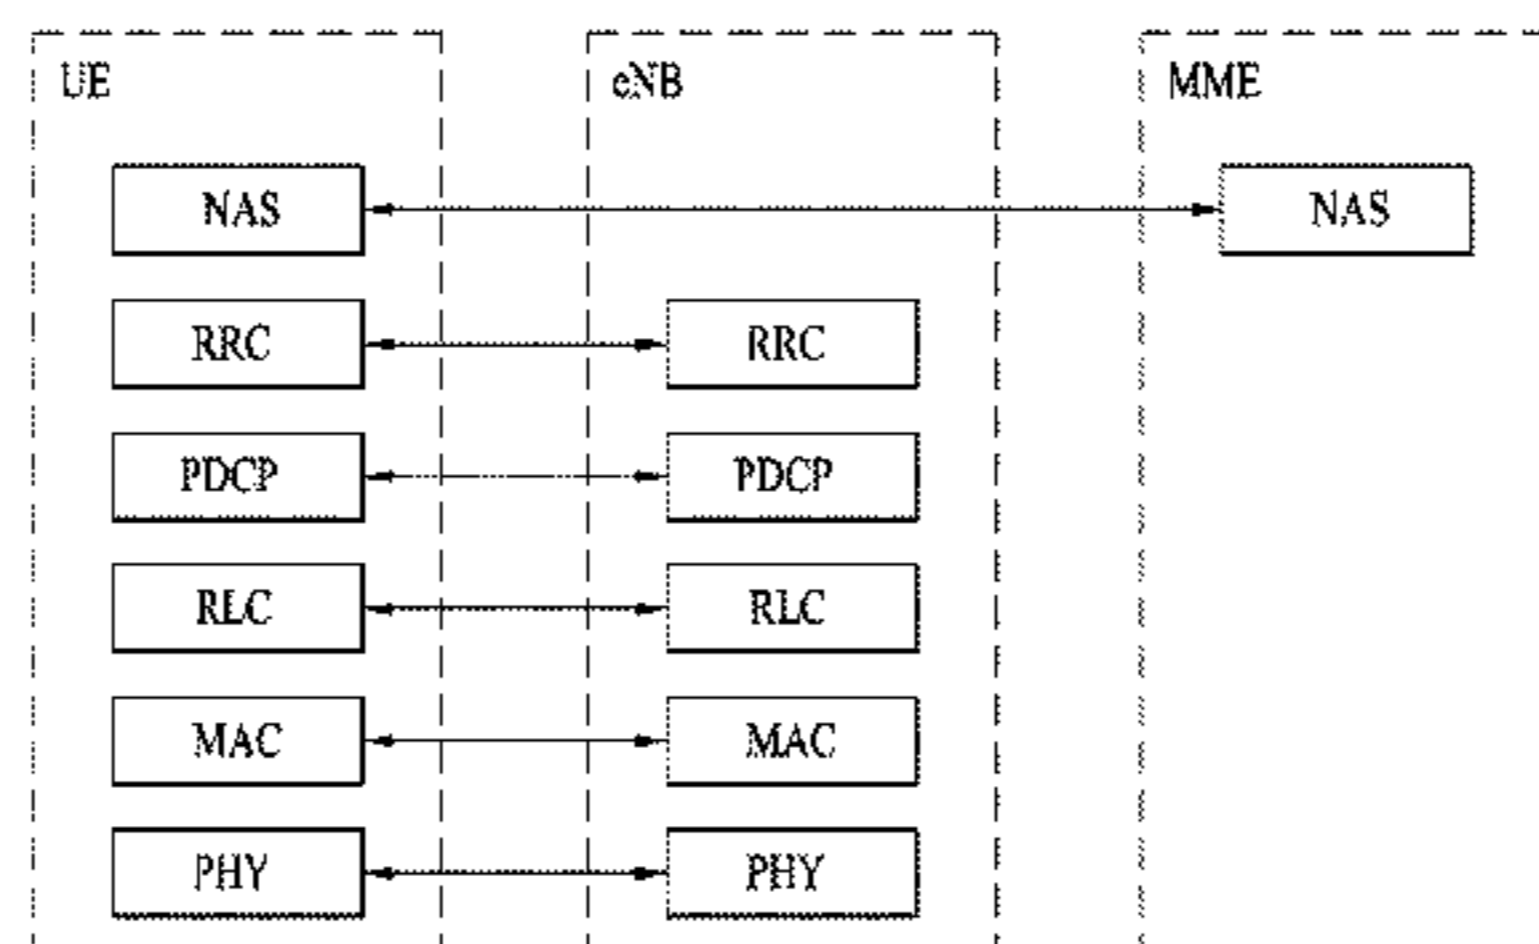 UE eNB MME
NAS NAS
RRC RRC
PDCP PDCP
RLC RLC
MAC MAC
PHY PHY